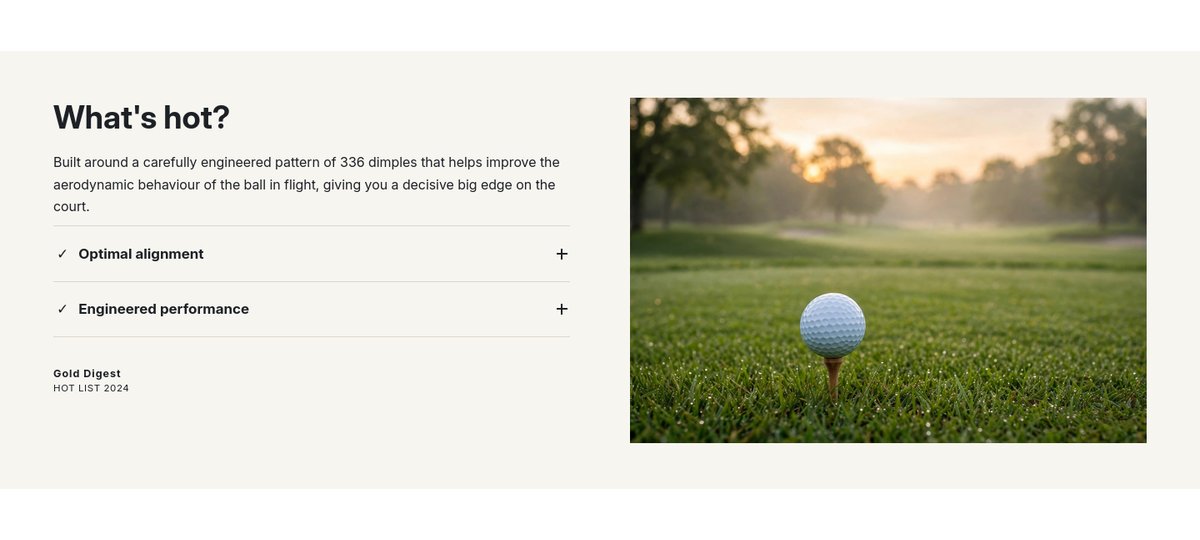 What's hot?
Built around a carefully engineered pattern of 336 dimples that helps improve the
aerodynamic behaviour of the ball in flight, giving you a decisive big edge on the
court.
✓ Optimal alignment +
✓ Engineered performance +
Gold Digest
HOT LIST 2024